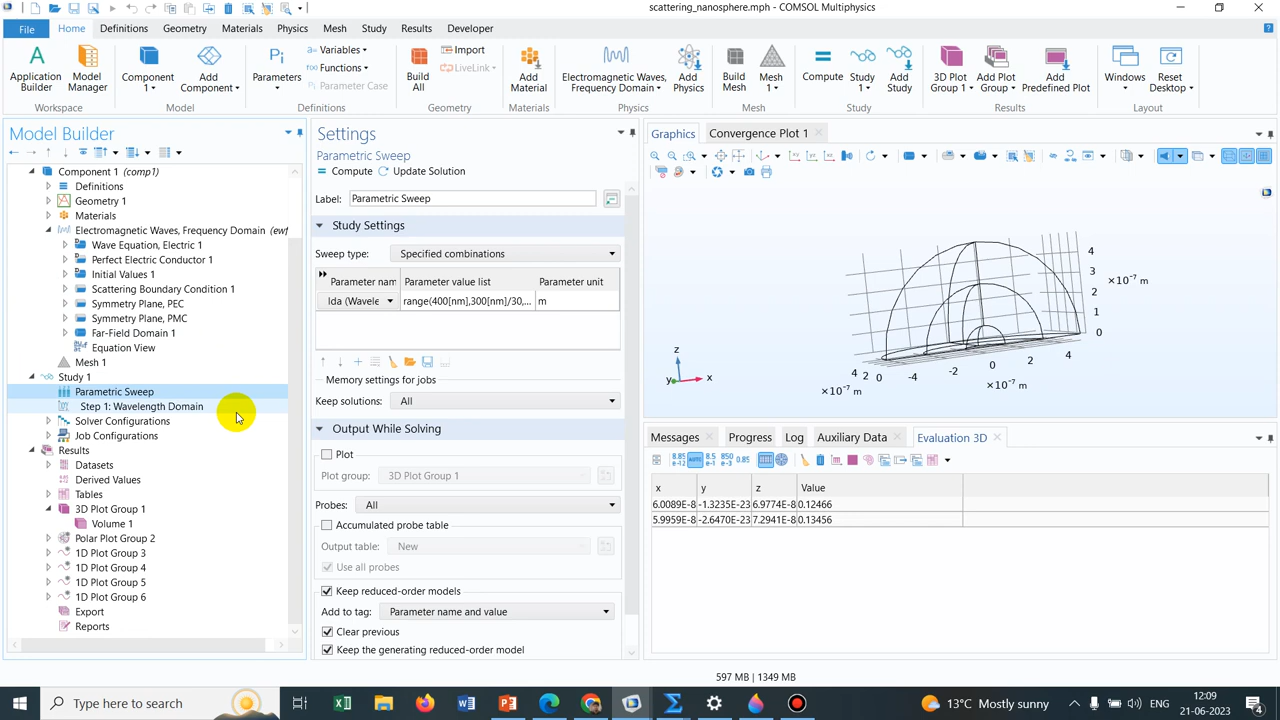 scattering_nanosphere.mph - COMSOL Multiphysics
File Home Definitions Geometry Materials Physics Mesh Study Results Developer
Application Builder
Model Manager
Workspace
Component 1
Add Component
Model
Pi
Parameters
a= Variables
f(x) Functions
Parameter Case
Definitions
Build All
Import
LiveLink
Geometry
Add Material
Materials
Electromagnetic Waves, Frequency Domain
Add Physics
Physics
Build Mesh
Mesh 1
Mesh
Compute
Study 1
Add Study
Study
3D Plot Group 1
Add Plot Group
Add Predefined Plot
Results
Windows
Reset Desktop
Layout
Model Builder
Component 1 (comp1)
Definitions
Geometry 1
Materials
Electromagnetic Waves, Frequency Domain (ewf
Wave Equation, Electric 1
Perfect Electric Conductor 1
Initial Values 1
Scattering Boundary Condition 1
Symmetry Plane, PEC
Symmetry Plane, PMC
Far-Field Domain 1
Equation View
Mesh 1
Study 1
Parametric Sweep
Step 1: Wavelength Domain
Solver Configurations
Job Configurations
Results
Datasets
Derived Values
Tables
3D Plot Group 1
Volume 1
Polar Plot Group 2
1D Plot Group 3
1D Plot Group 4
1D Plot Group 5
1D Plot Group 6
Export
Reports
Settings
Parametric Sweep
Compute Update Solution
Label: Parametric Sweep
Study Settings
Sweep type: Specified combinations
Parameter nam Parameter value list Parameter unit
lda (Wavele range(400[nm],300[nm]/30,... m
Memory settings for jobs
Keep solutions: All
Output While Solving
Plot
Plot group: 3D Plot Group 1
Probes: All
Accumulated probe table
Output table: New
Use all probes
Keep reduced-order models
Add to tag: Parameter name and value
Clear previous
Keep the generating reduced-order model
Graphics Convergence Plot 1
4
3
2
1
0
×10⁻⁷ m
4 2 0 -4 -2 0 2 4
×10⁻⁷ m ×10⁻⁷ m
z
y x
Messages Progress Log Auxiliary Data Evaluation 3D
8.85 e-12 AUTO 8.5 e-1 850 e-3 0.85
x y z Value
6.0089E-8 -1.3235E-23 6.9774E-8 0.12466
5.9959E-8 -2.6470E-23 7.2941E-8 0.13456
597 MB | 1349 MB
Type here to search
13°C Mostly sunny
ENG
12:09
21-06-2023
4